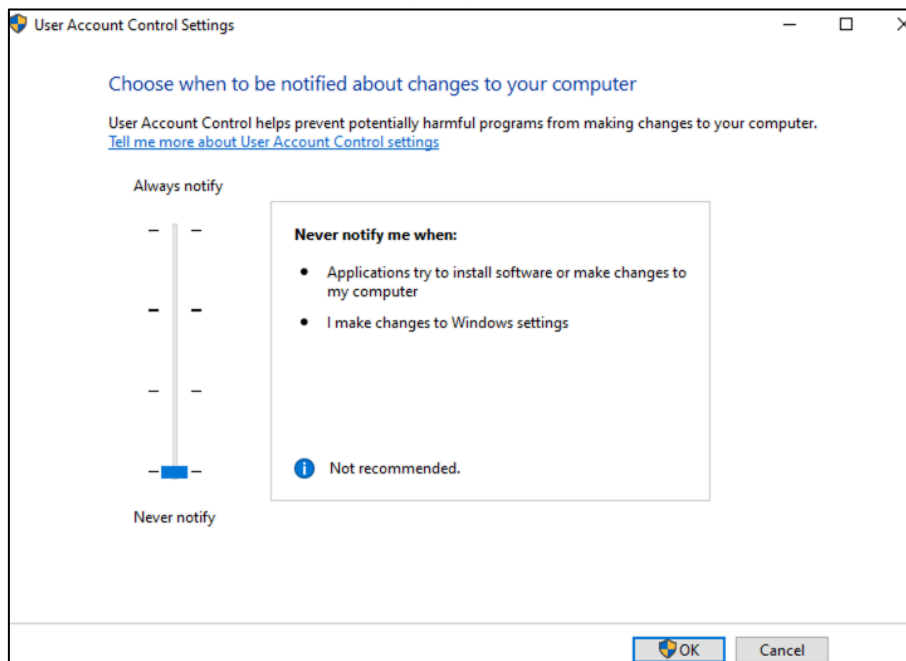 User Account Control Settings
Choose when to be notified about changes to your computer
User Account Control helps prevent potentially harmful programs from making changes to your computer.
Tell me more about User Account Control settings
Always notify
Never notify me when:
Applications try to install software or make changes to
my computer
I make changes to Windows settings
Not recommended.
Never notify
OK
Cancel